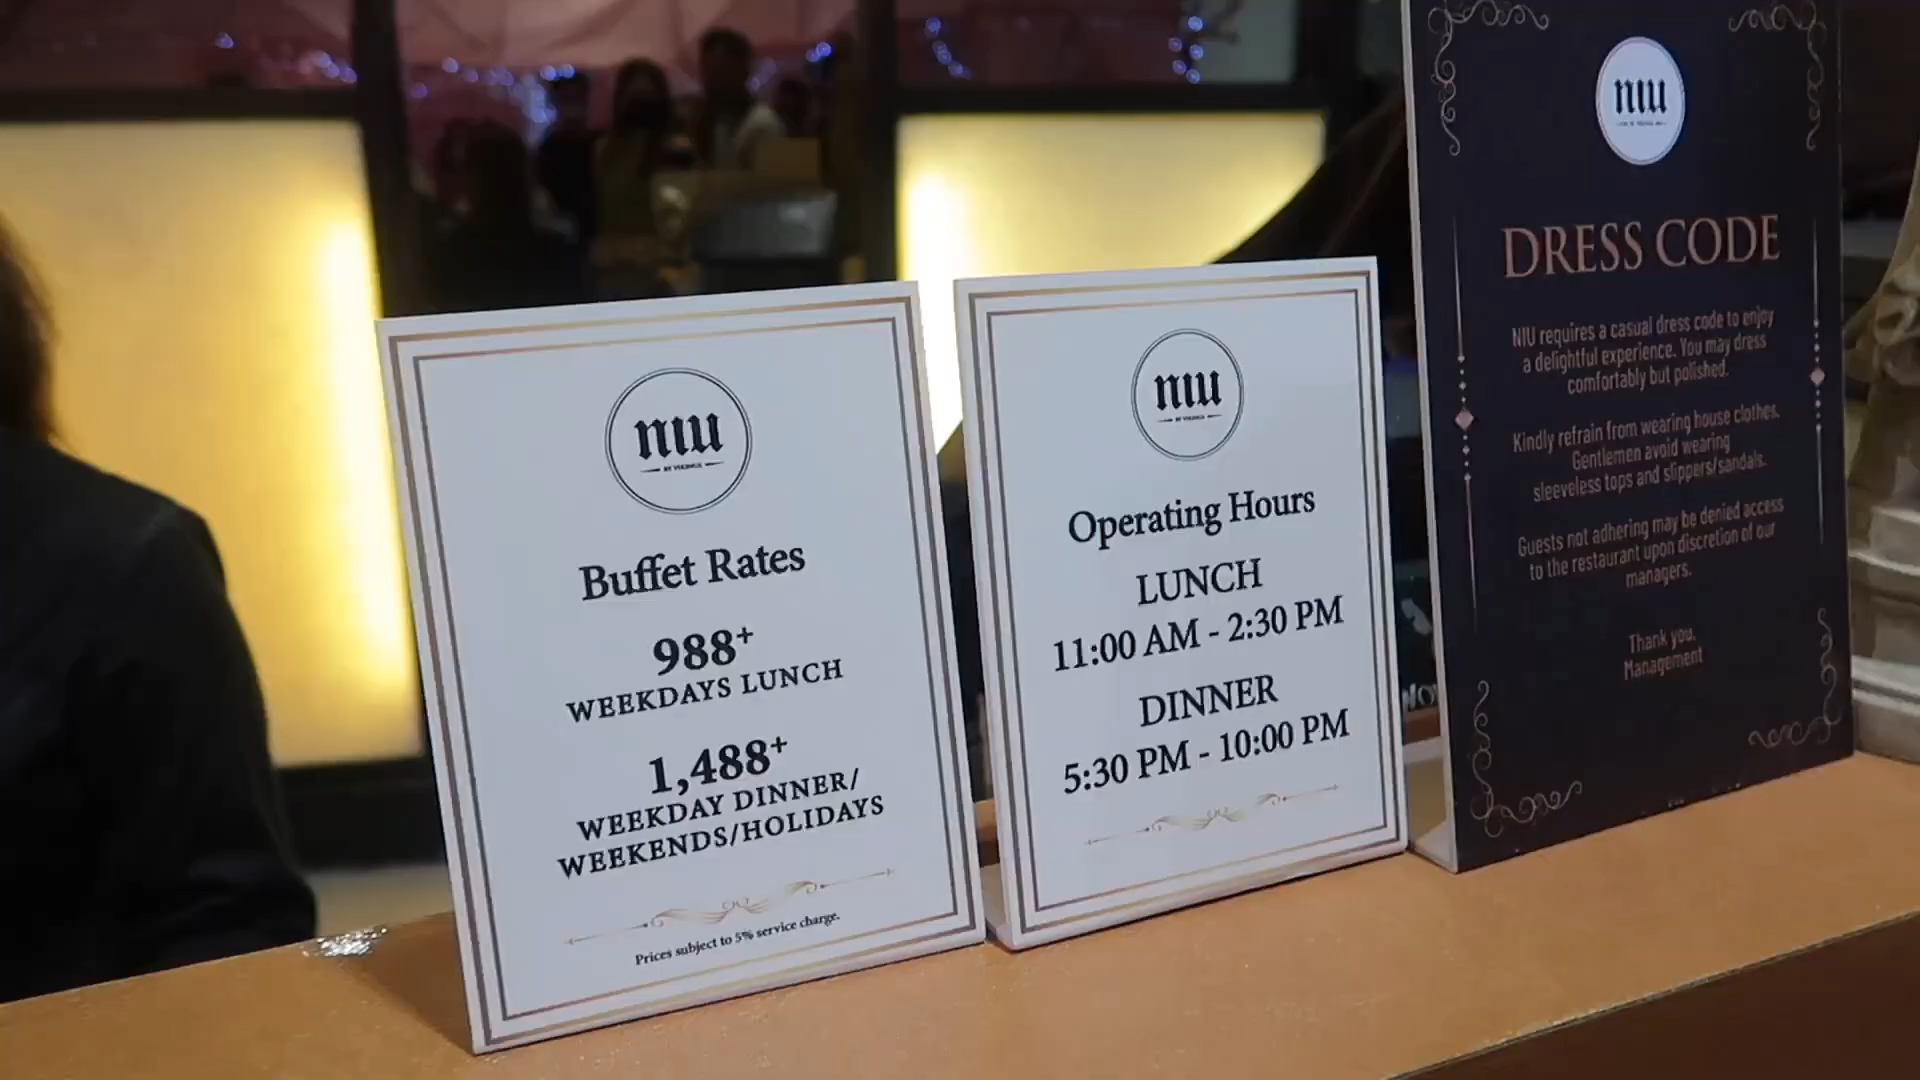 niu
BY VIKINGS
Buffet Rates
988+
WEEKDAYS LUNCH
1,488+
WEEKDAY DINNER/
WEEKENDS/HOLIDAYS
Prices subject to 5% service charge.
niu
BY VIKINGS
Operating Hours
LUNCH
11:00 AM - 2:30 PM
DINNER
5:30 PM - 10:00 PM
niu
DRESS CODE
NIU requires a casual dress code to enjoy
a delightful experience. You may dress
comfortably but polished.
Kindly refrain from wearing house clothes.
Gentlemen avoid wearing
sleeveless tops and slippers/sandals.
Guests not adhering may be denied access
to the restaurant upon discretion of our
managers.
Thank you.
Management